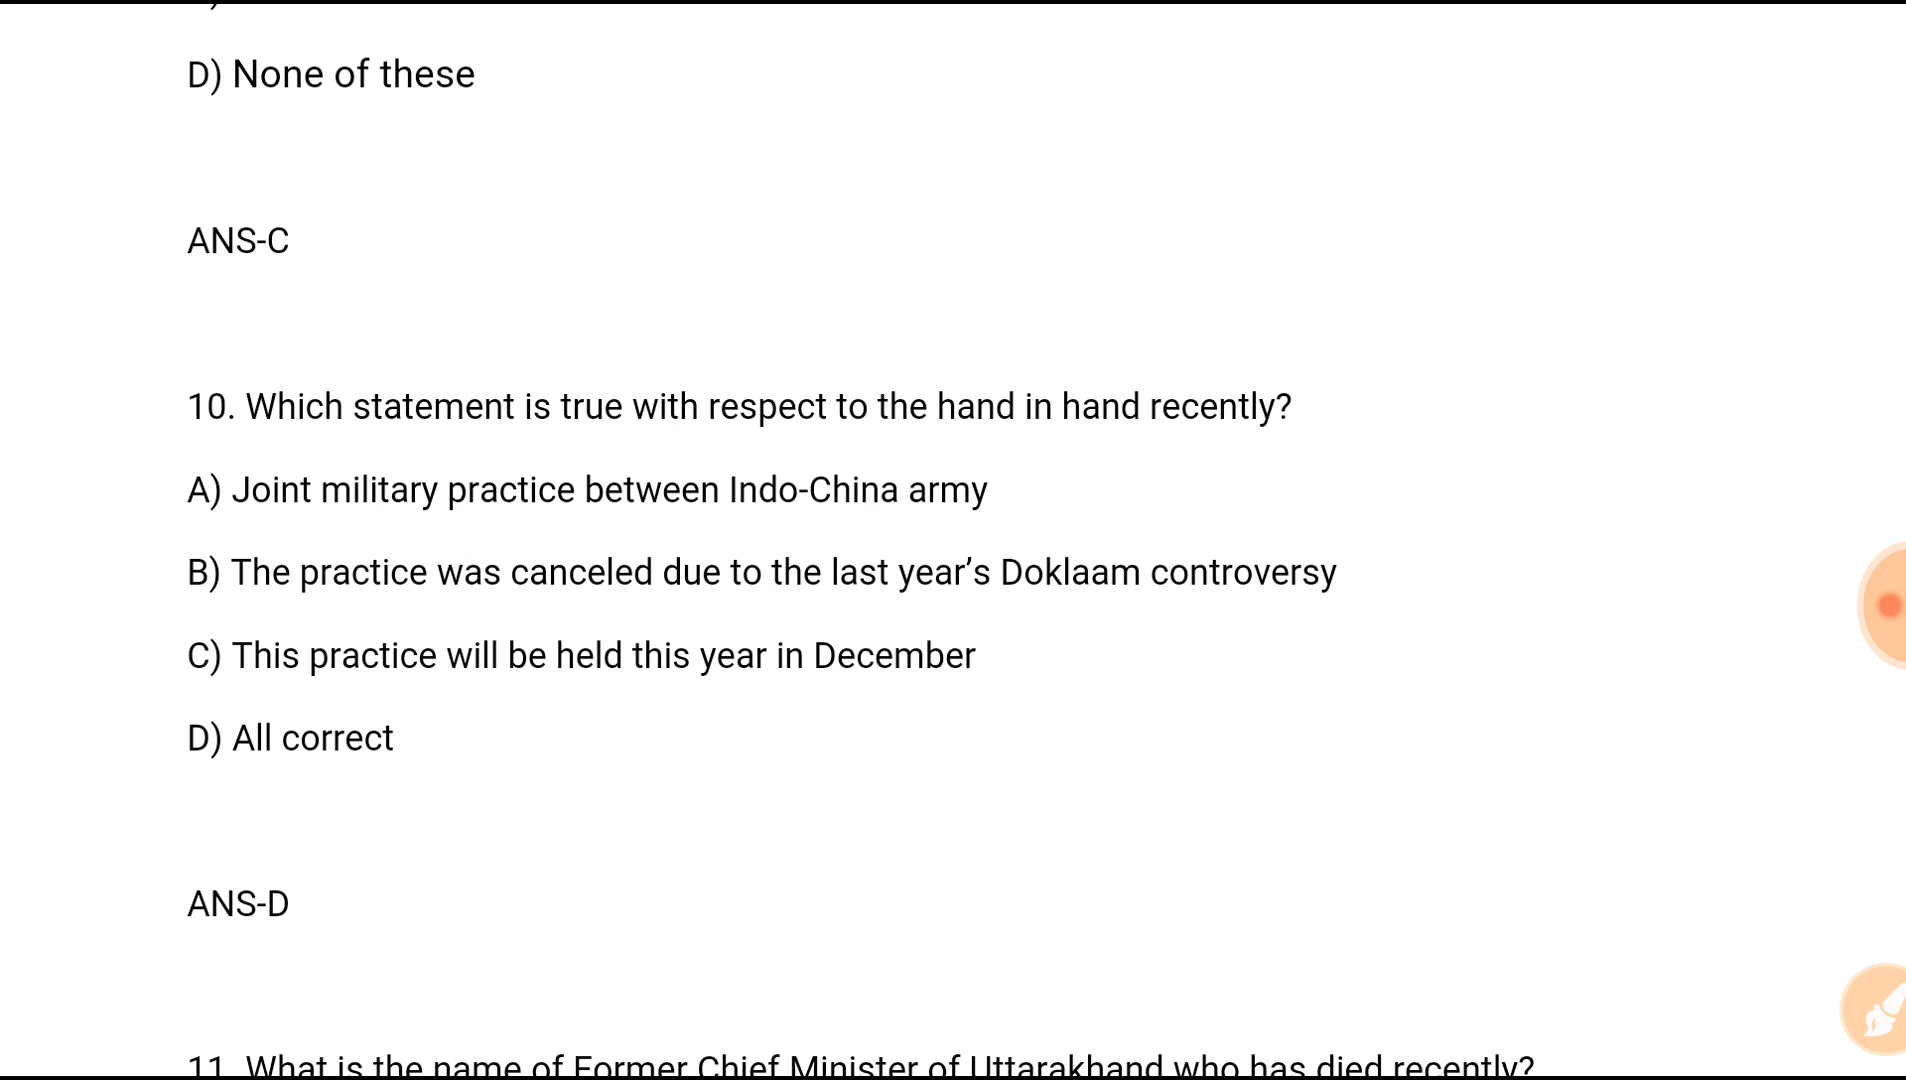 D) None of these
ANS-C
10. Which statement is true with respect to the hand in hand recently?
A) Joint military practice between Indo-China army
B) The practice was canceled due to the last year’s Doklaam controversy
C) This practice will be held this year in December
D) All correct
ANS-D
11. What is the name of Former Chief Minister of Uttarakhand who has died recently?